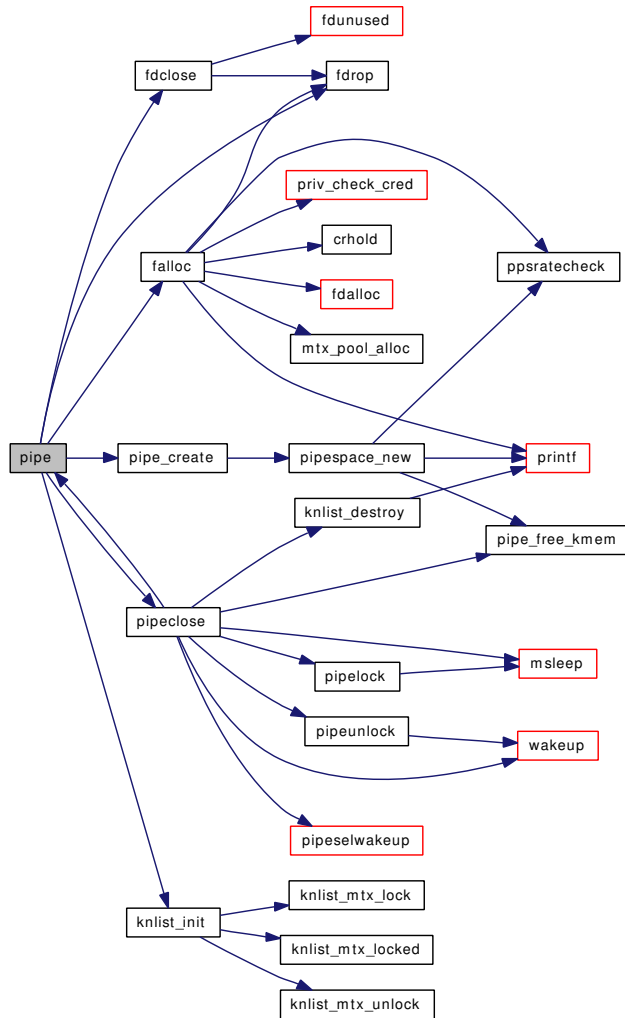 fdunused
fdclose
fdrop
priv_check_cred
crhold
falloc
ppsratecheck
fdalloc
mtx_pool_alloc
pipe
pipe_create
pipespace_new
printf
knlist_destroy
pipe_free_kmem
pipeclose
msleep
pipelock
pipeunlock
wakeup
pipeselwakeup
knlist_mtx_lock
knlist_init
knlist_mtx_locked
knlist_mtx_unlock